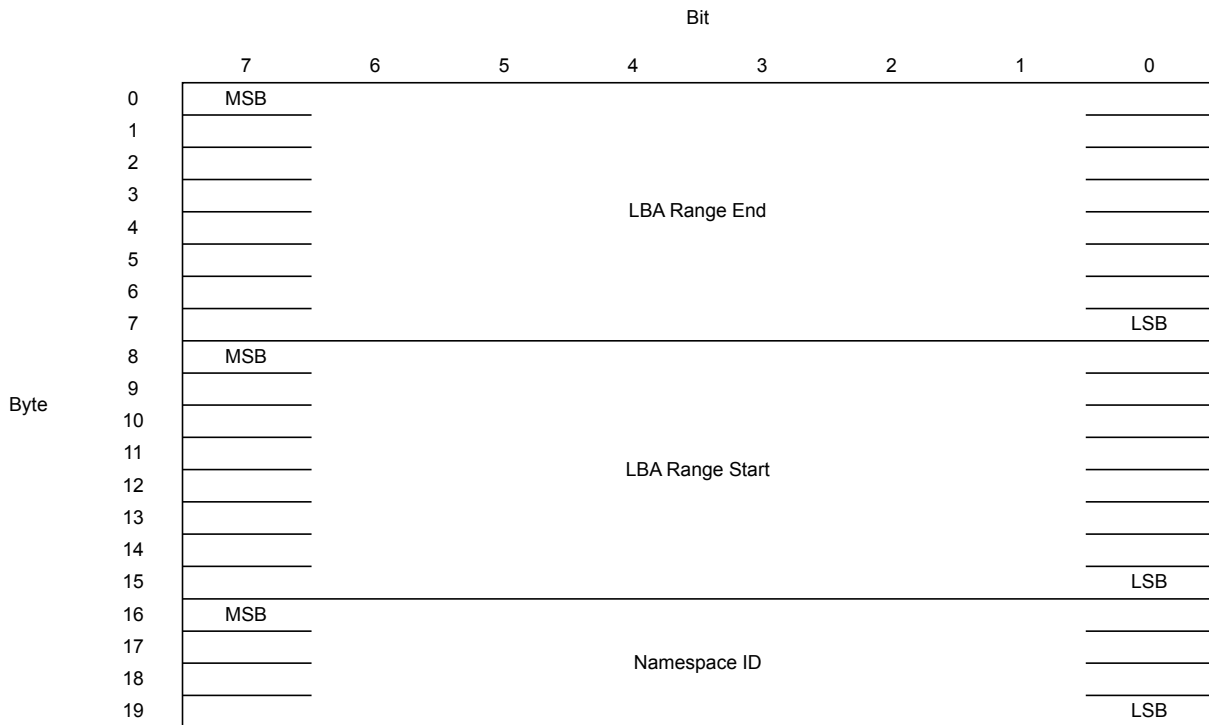 Bit
7 6 5 4 3 2 1 0
0 MSB
1
2
3
LBA Range End
4
5
6
7 LSB
8 MSB
9
Byte
10
11
LBA Range Start
12
13
14
15 LSB
16 MSB
17
Namespace ID
18
19 LSB